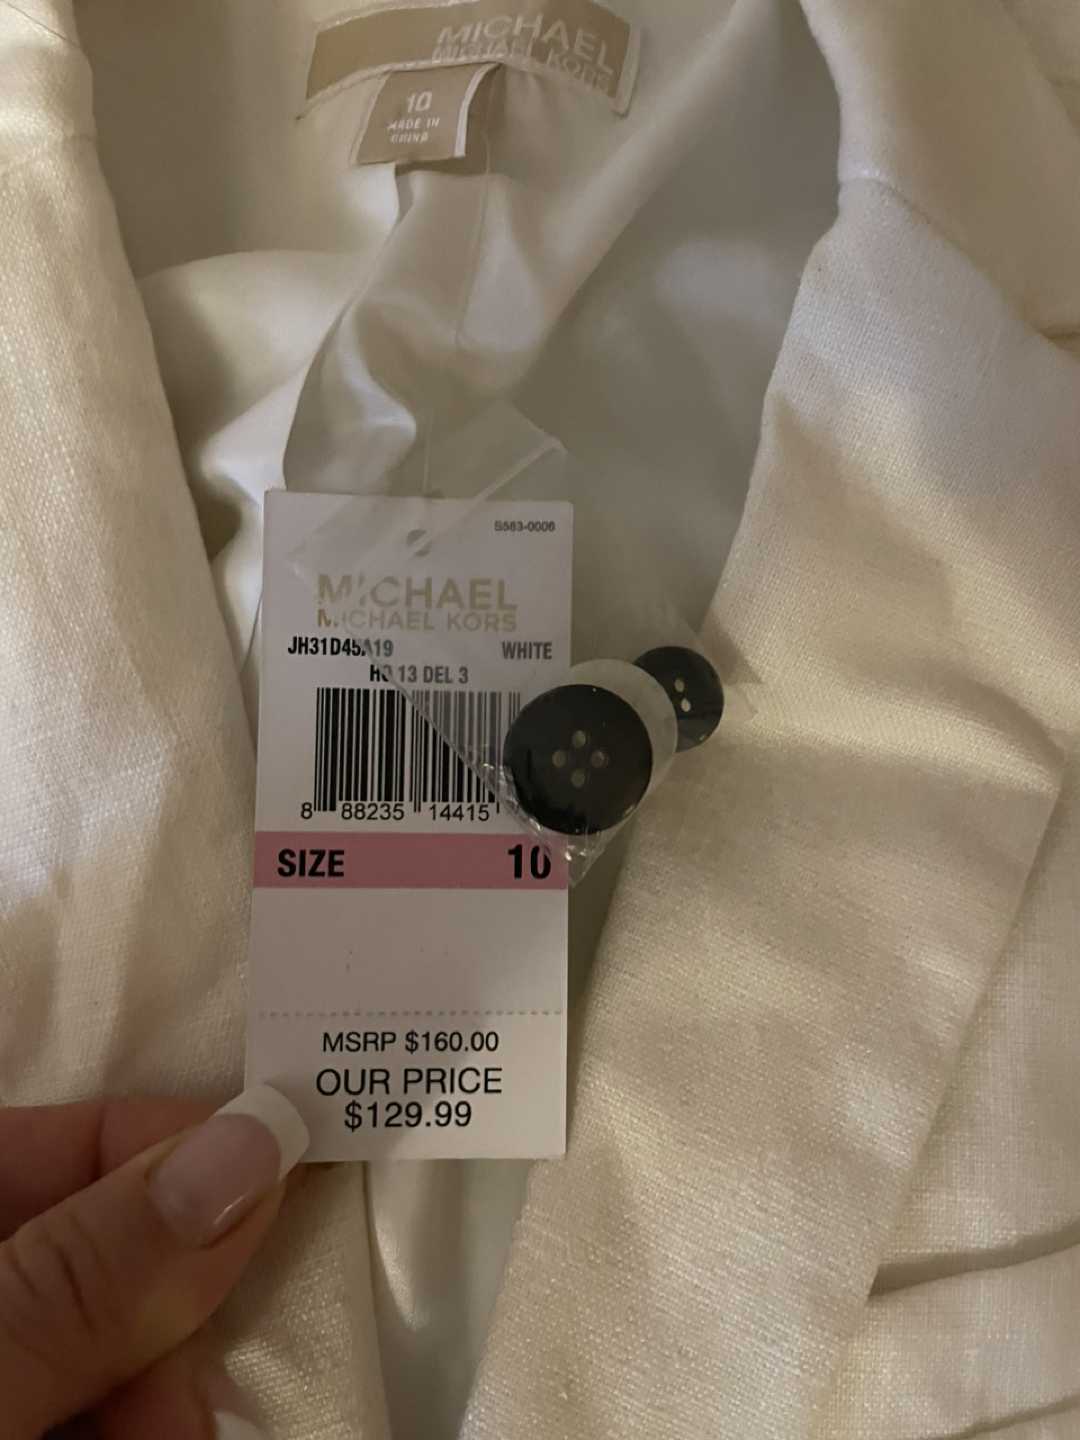 MICHAEL
MICHAEL KORS
10
MADE IN
CHINA
S583-0006
MICHAEL
MICHAEL KORS
JH31D45A19 WHITE
HO 13 DEL 3
8 88235 14415
SIZE 10
MSRP $160.00
OUR PRICE
$129.99